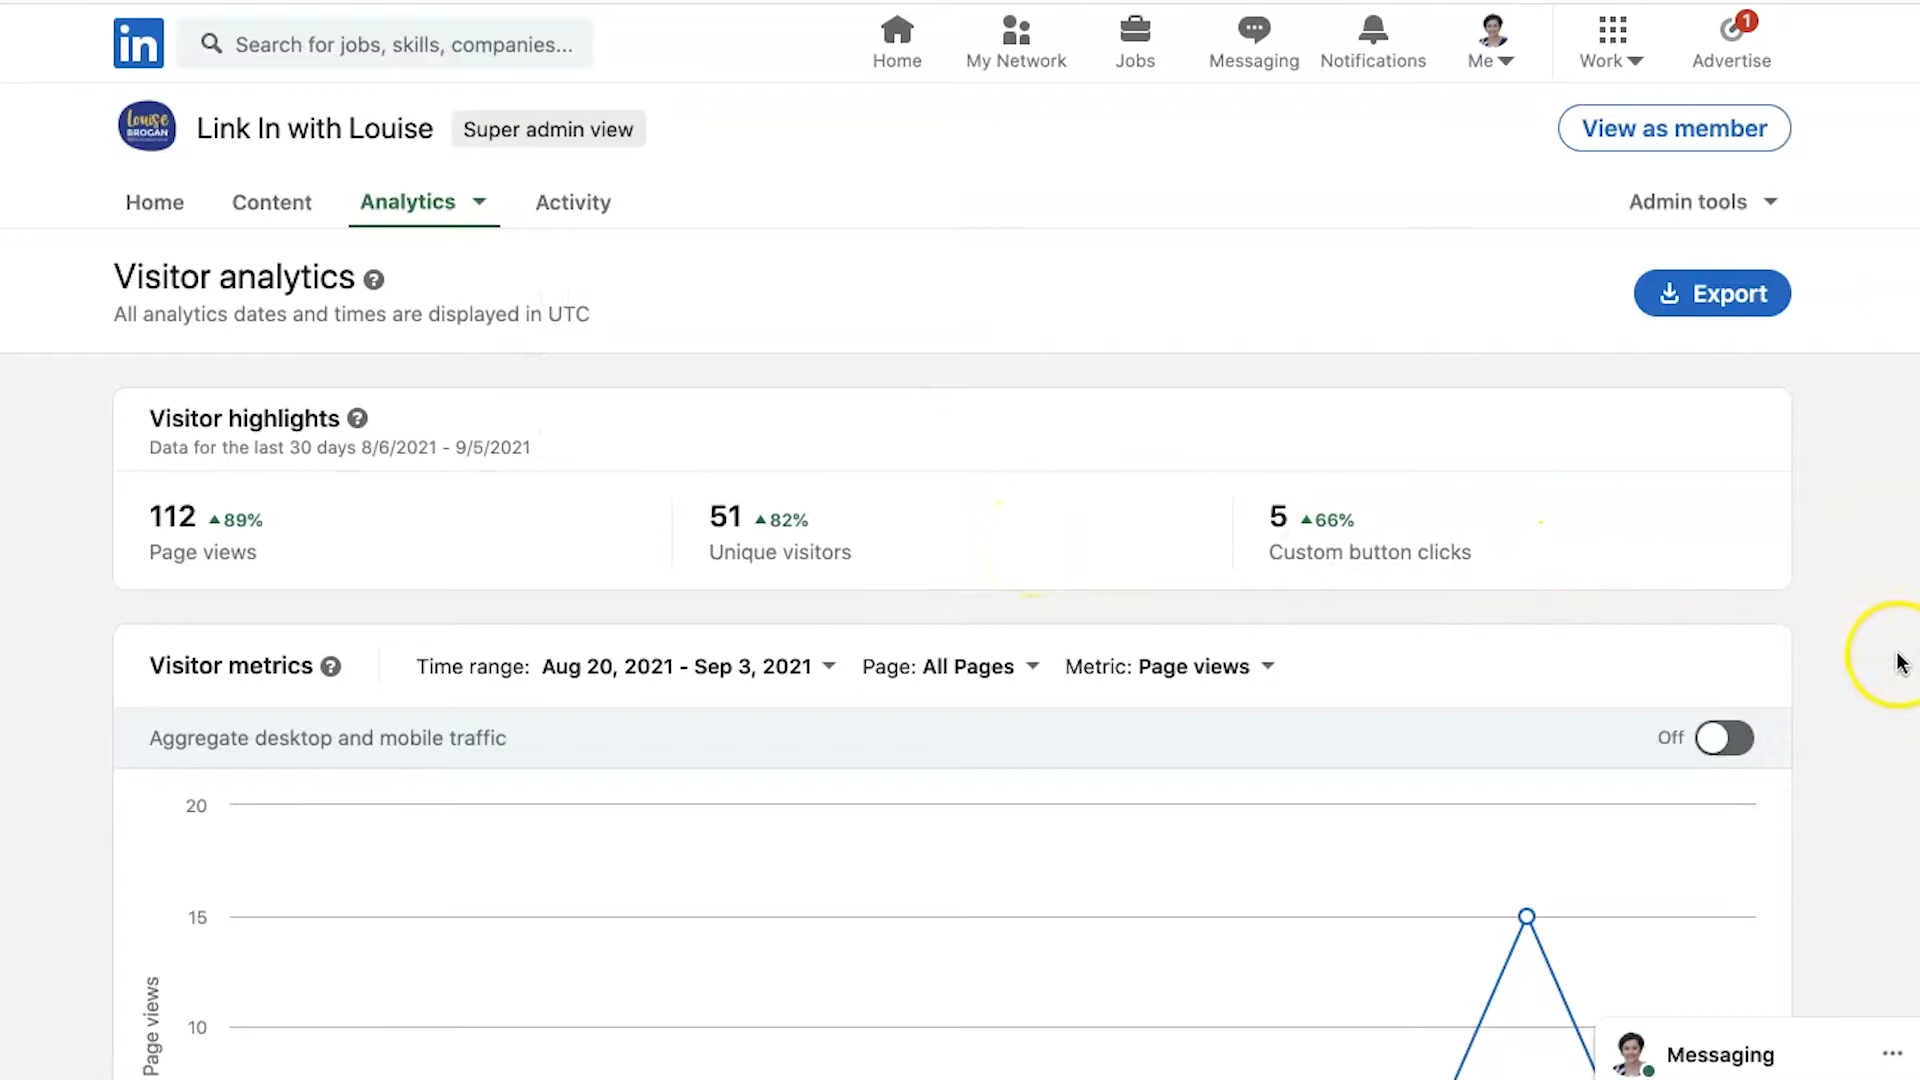 in
Search for jobs, skills, companies...
Home
My Network
Jobs
Messaging
Notifications
Me
Work
1
Advertise
Louise
BROGAN
Link In with Louise
Super admin view
View as member
Home
Content
Analytics
Activity
Admin tools
Visitor analytics ?
All analytics dates and times are displayed in UTC
Export
Visitor highlights ?
Data for the last 30 days 8/6/2021 - 9/5/2021
112 ▲89%
Page views
51 ▲82%
Unique visitors
5 ▲66%
Custom button clicks
Visitor metrics ?
Time range: Aug 20, 2021 - Sep 3, 2021
Page: All Pages
Metric: Page views
Aggregate desktop and mobile traffic
Off
20
15
10
Page views
Messaging